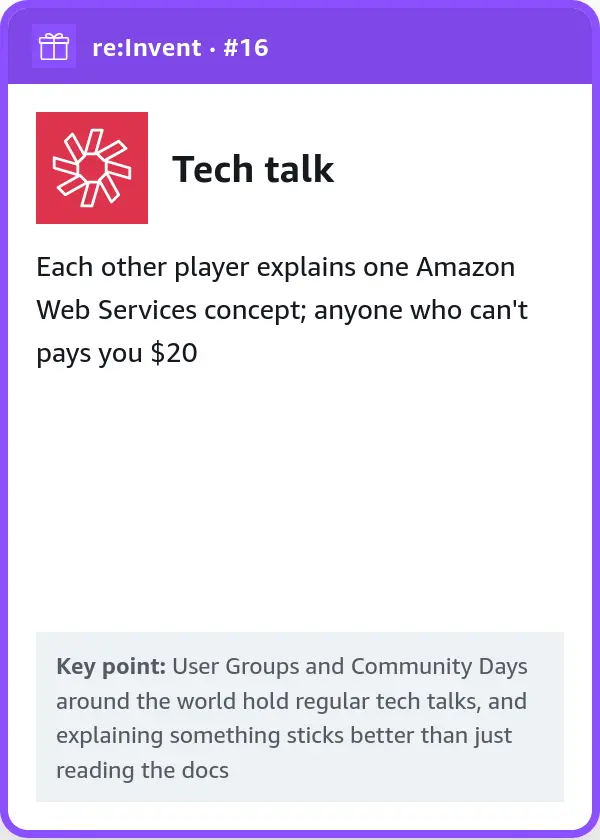 re:Invent · #16
Tech talk
Each other player explains one Amazon
Web Services concept; anyone who can't
pays you $20
Key point: User Groups and Community Days
around the world hold regular tech talks, and
explaining something sticks better than just
reading the docs